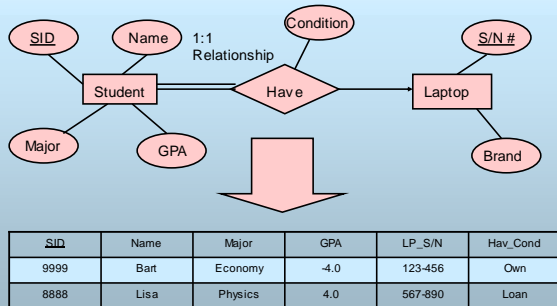 Condition
SID
Name
1:1
Relationship
S/N #
Student
Have
Laptop
Major
GPA
Brand
SID Name Major GPA LP_S/N Hav_Cond
9999 Bart Economy -4.0 123-456 Own
8888 Lisa Physics 4.0 567-890 Loan